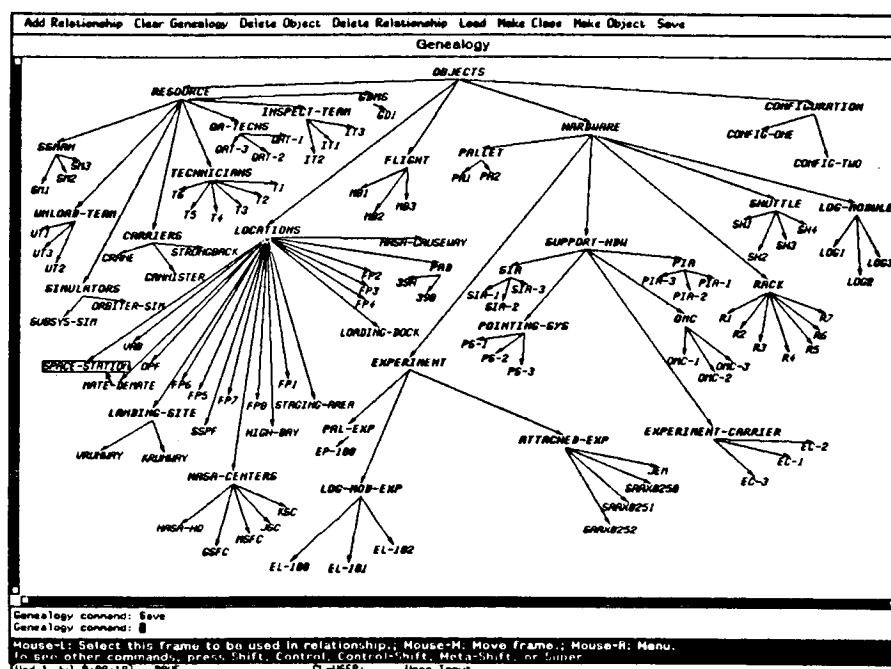 Add Relationship Clear Genealogy Delete Object Delete Relationship Load Make Class Make Object Save
Genealogy
OBJECTS
RESOURCE
GDMS
GD1
INSPECT-TEAM
IT3
IT1
IT2
QA-TECHS
QAT-1
QAT-3
QAT-2
CONFIGURATION
CONFIG-ONE
CONFIG-TWO
HARDWARE
PALLET
PA1
PA2
FLIGHT
MB1
MB2
MB3
SM3
SM2
TECHNICIANS
T6
T5
T4
T3
T2
T1
SHUTTLE
SH1
SH2
SH3
SH4
LOG-MODULE
LOG1
LOG2
LOG3
UNLOAD-TEAM
UT1
UT3
UT2
CARRIERS
CRANE
STRONGBACK
CANNISTER
LOCATIONS
NASA-CAUSEWAY
PAD
39A
39B
SUPPORT-HDW
SIA
SIA-1
SIA-2
SIA-3
PIA
PIA-3
PIA-2
PIA-1
RACK
R1
R2
R3
R4
R5
R6
R7
SIMULATORS
ORBITER-SIM
SUBSYS-SIM
FP2
FP3
FP4
LOADING-DOCK
POINTING-SYS
PS-1
PS-2
PS-3
OMC
OMC-1
OMC-2
OMC-3
VAB
SPACE-STATION
OPF
MATE-DEMATE
EXPERIMENT
FP6
FP5
FP7
FP8
FP1
STAGING-AREA
LANDING-SITE
SSPF
HIGH-BAY
VRUNWAY
KRUNWAY
PAL-EXP
EP-100
ATTACHED-EXP
JEM
SAAX0250
SAAX0251
SAAX0252
EXPERIMENT-CARRIER
EC-2
EC-1
EC-3
NASA-CENTERS
NASA-HQ
GSFC
MSFC
JSC
KSC
LOG-MOD-EXP
EL-100
EL-101
EL-102
Genealogy command: Save
Genealogy command:
Mouse-L: Select this frame to be used in relationship.; Mouse-M: Move frame.; Mouse-R: Menu.
To see other commands, press Shift, Control, Control-Shift, Meta-Shift, or Super
CL-USER: User Input